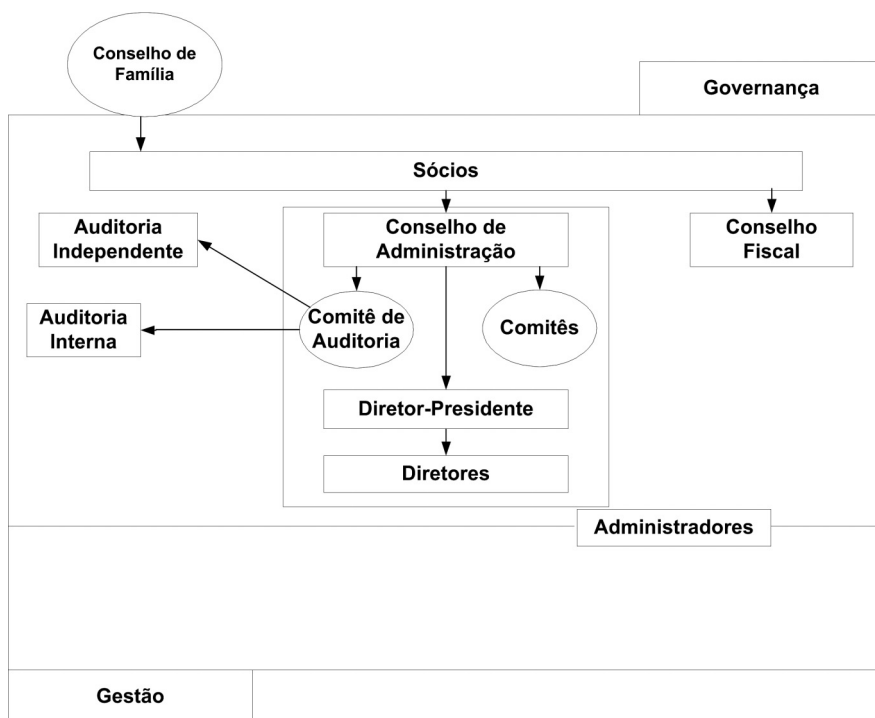 Conselho de
Família
Governança
Sócios
Auditoria
Independente
Conselho de
Administração
Conselho
Fiscal
Auditoria
Interna
Comitê de
Auditoria
Comitês
Diretor-Presidente
Diretores
Administradores
Gestão